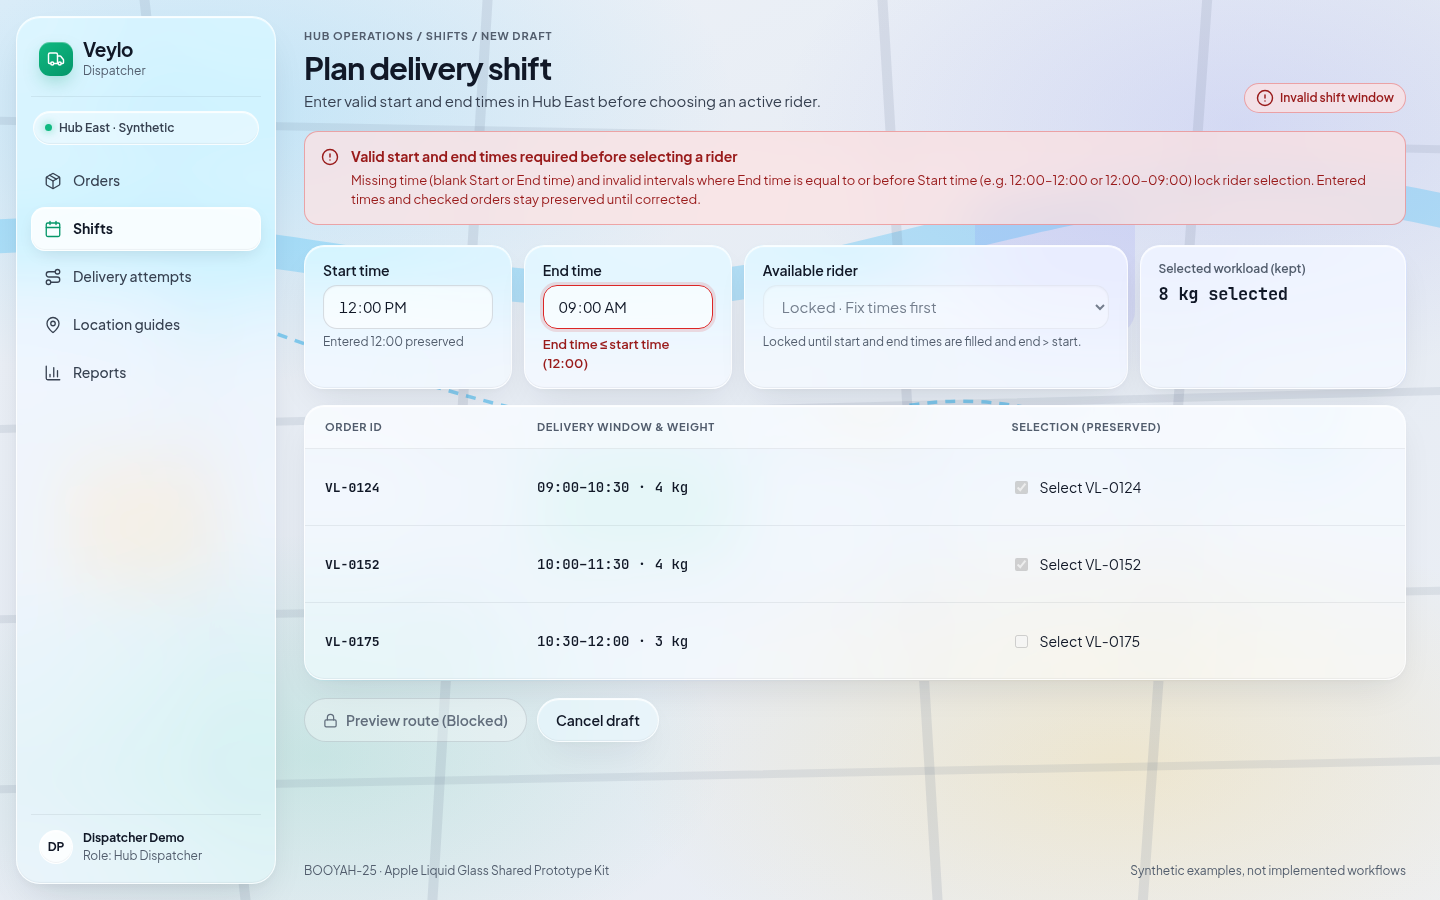 Veylo
Dispatcher
Hub East · Synthetic
Orders
Shifts
Delivery attempts
Location guides
Reports
DP
Dispatcher Demo
Role: Hub Dispatcher
HUB OPERATIONS / SHIFTS / NEW DRAFT
Plan delivery shift
Enter valid start and end times in Hub East before choosing an active rider.
Invalid shift window
Valid start and end times required before selecting a rider
Missing time (blank Start or End time) and invalid intervals where End time is equal to or before Start time (e.g. 12:00–12:00 or 12:00–09:00) lock rider selection. Entered
times and checked orders stay preserved until corrected.
Start time
12:00 PM
Entered 12:00 preserved
End time
09:00 AM
End time ≤ start time
(12:00)
Available rider
Locked · Fix times first
Locked until start and end times are filled and end > start.
Selected workload (kept)
8 kg selected
ORDER ID DELIVERY WINDOW & WEIGHT SELECTION (PRESERVED)
VL-0124 09:00–10:30 · 4 kg Select VL-0124
VL-0152 10:00–11:30 · 4 kg Select VL-0152
VL-0175 10:30–12:00 · 3 kg Select VL-0175
Preview route (Blocked)
Cancel draft
BOOYAH-25 · Apple Liquid Glass Shared Prototype Kit
Synthetic examples, not implemented workflows